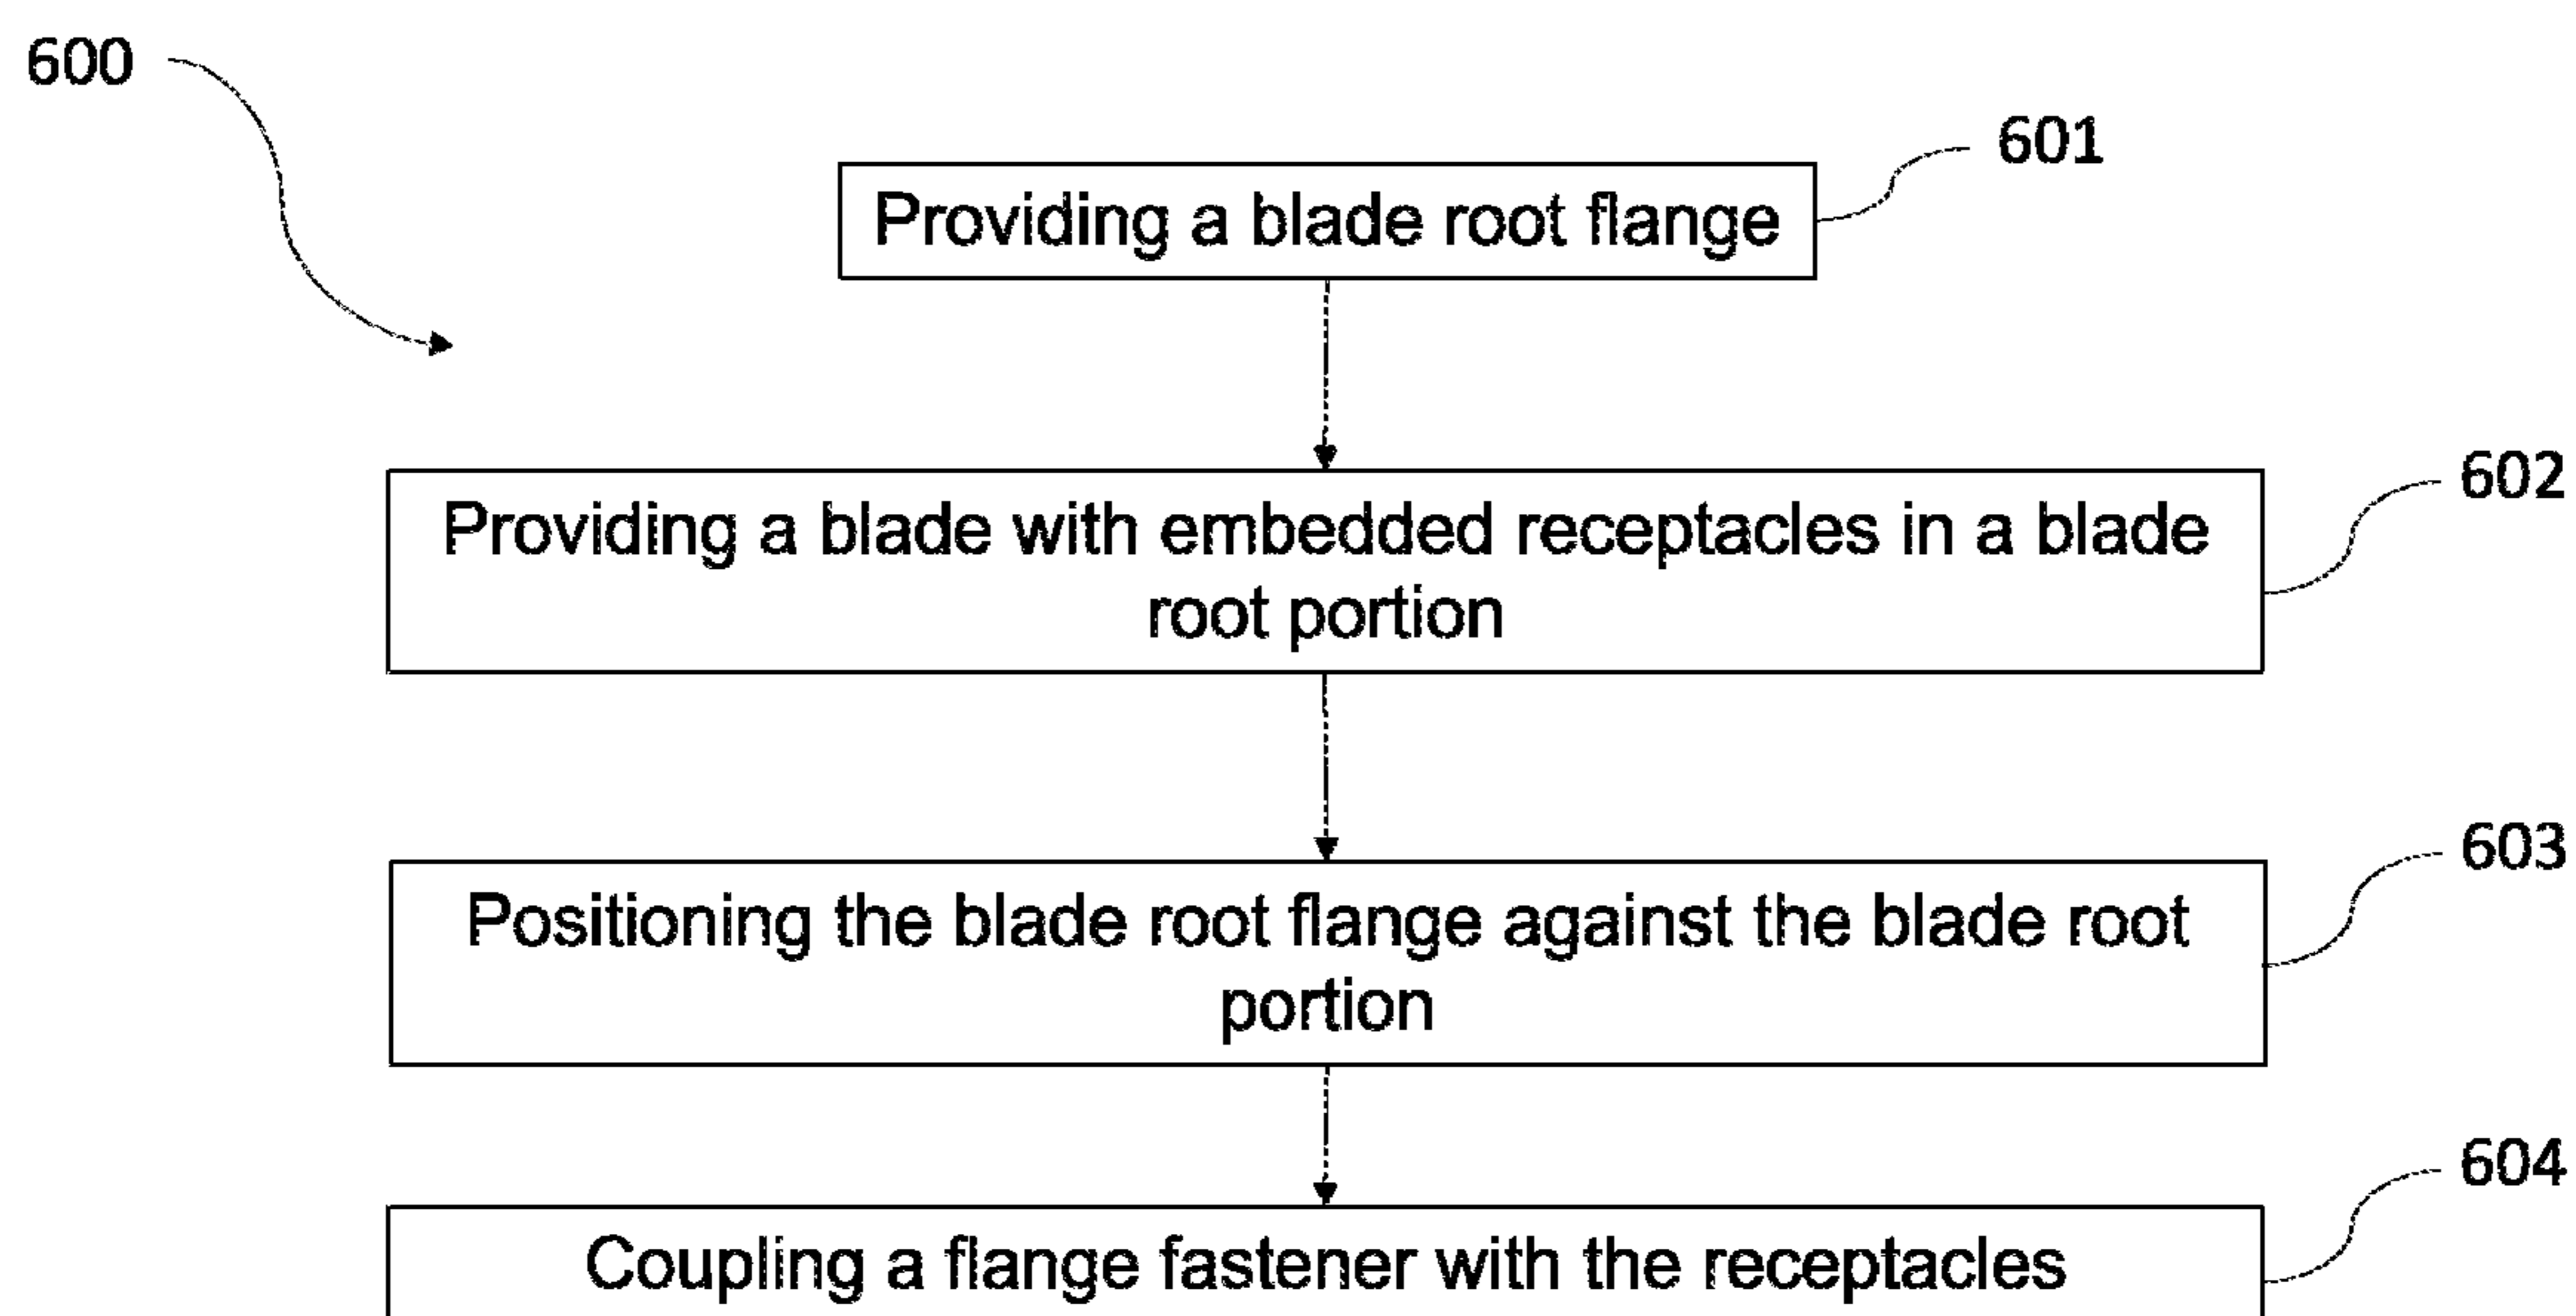 600
601
Providing a blade root flange
602
Providing a blade with embedded receptacles in a blade
root portion
603
Positioning the blade root flange against the blade root
portion
604
Coupling a flange fastener with the receptacles